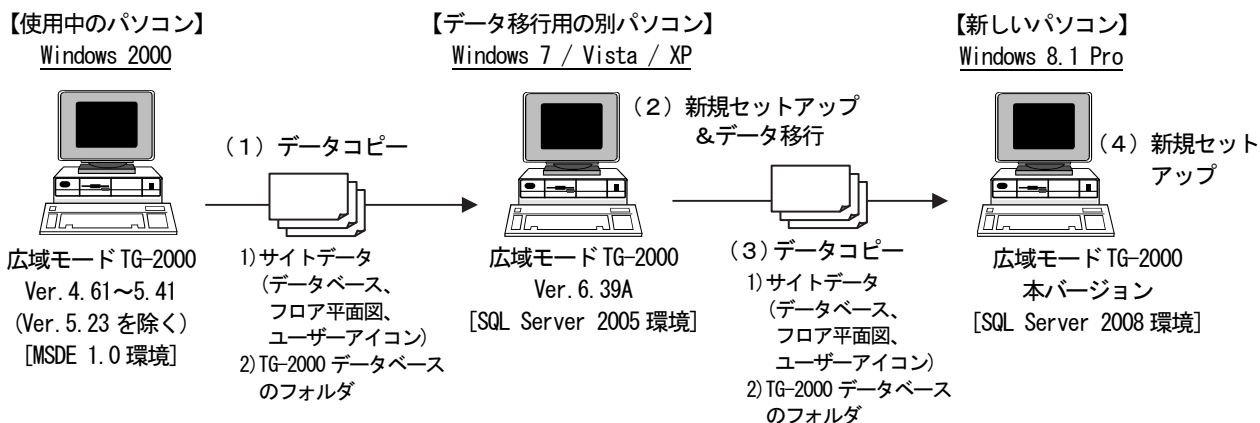 【使用中のパソコン】
Windows 2000
【データ移行用の別パソコン】
Windows 7 / Vista / XP
【新しいパソコン】
Windows 8.1 Pro
(1) データコピー
(2) 新規セットアップ
&データ移行
(4) 新規セット
アップ
広域モード TG-2000
Ver.4.61～5.41
(Ver.5.23 を除く)
[MSDE 1.0 環境]
1)サイトデータ
(データベース、
フロア平面図、
ユーザーアイコン)
2)TG-2000 データベース
のフォルダ
広域モード TG-2000
Ver.6.39A
[SQL Server 2005 環境]
(3)データコピー
1)サイトデータ
(データベース、
フロア平面図、
ユーザーアイコン)
2)TG-2000 データベース
のフォルダ
広域モード TG-2000
本バージョン
[SQL Server 2008 環境]